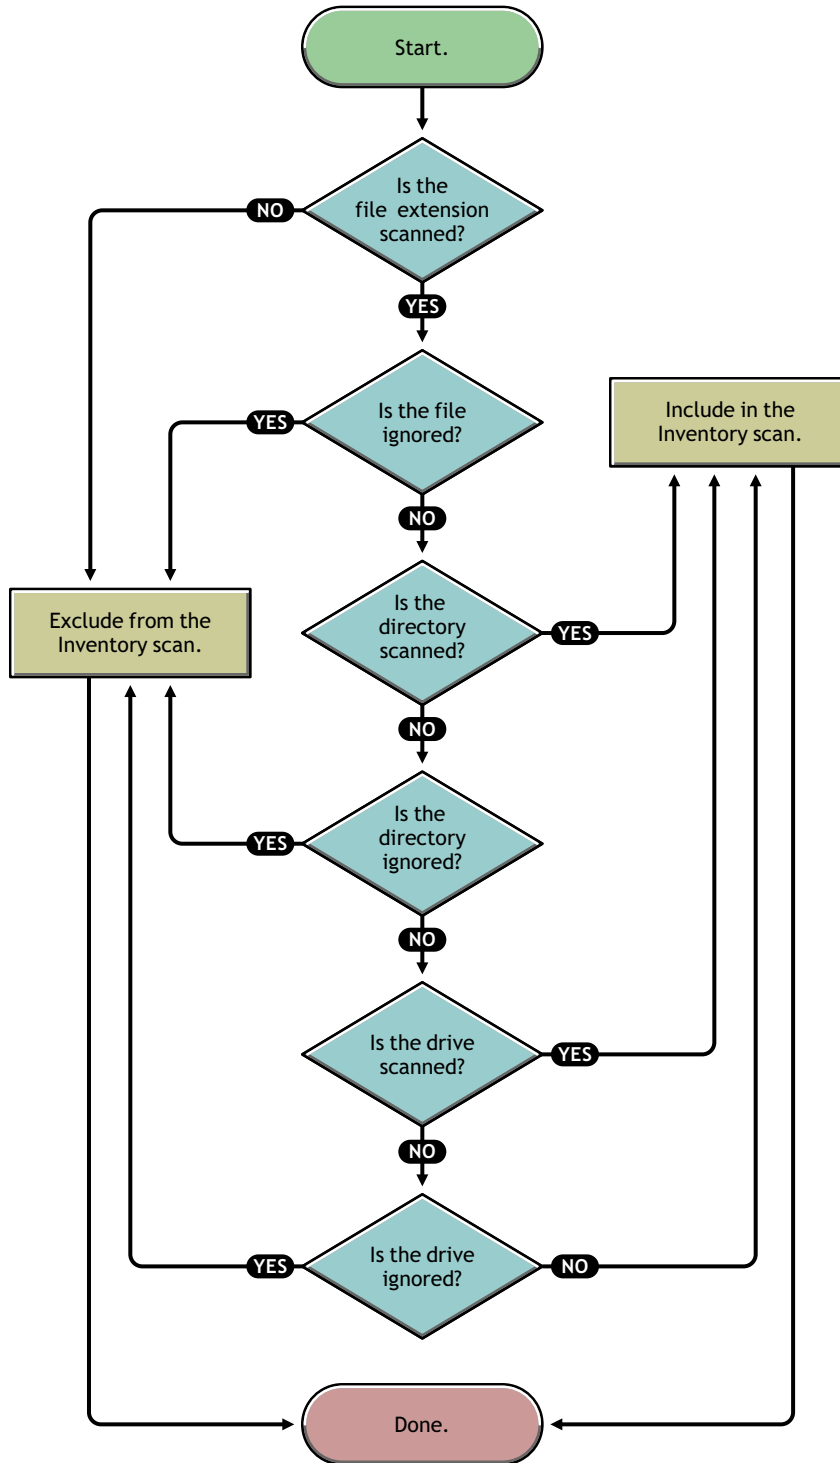 Start.
Is the
file extension
scanned?
NO
YES
Is the file
ignored?
YES
NO
Include in the
Inventory scan.
Is the
directory
scanned?
YES
NO
Exclude from the
Inventory scan.
Is the
directory
ignored?
YES
NO
Is the drive
scanned?
YES
NO
Is the drive
ignored?
YES
NO
Done.